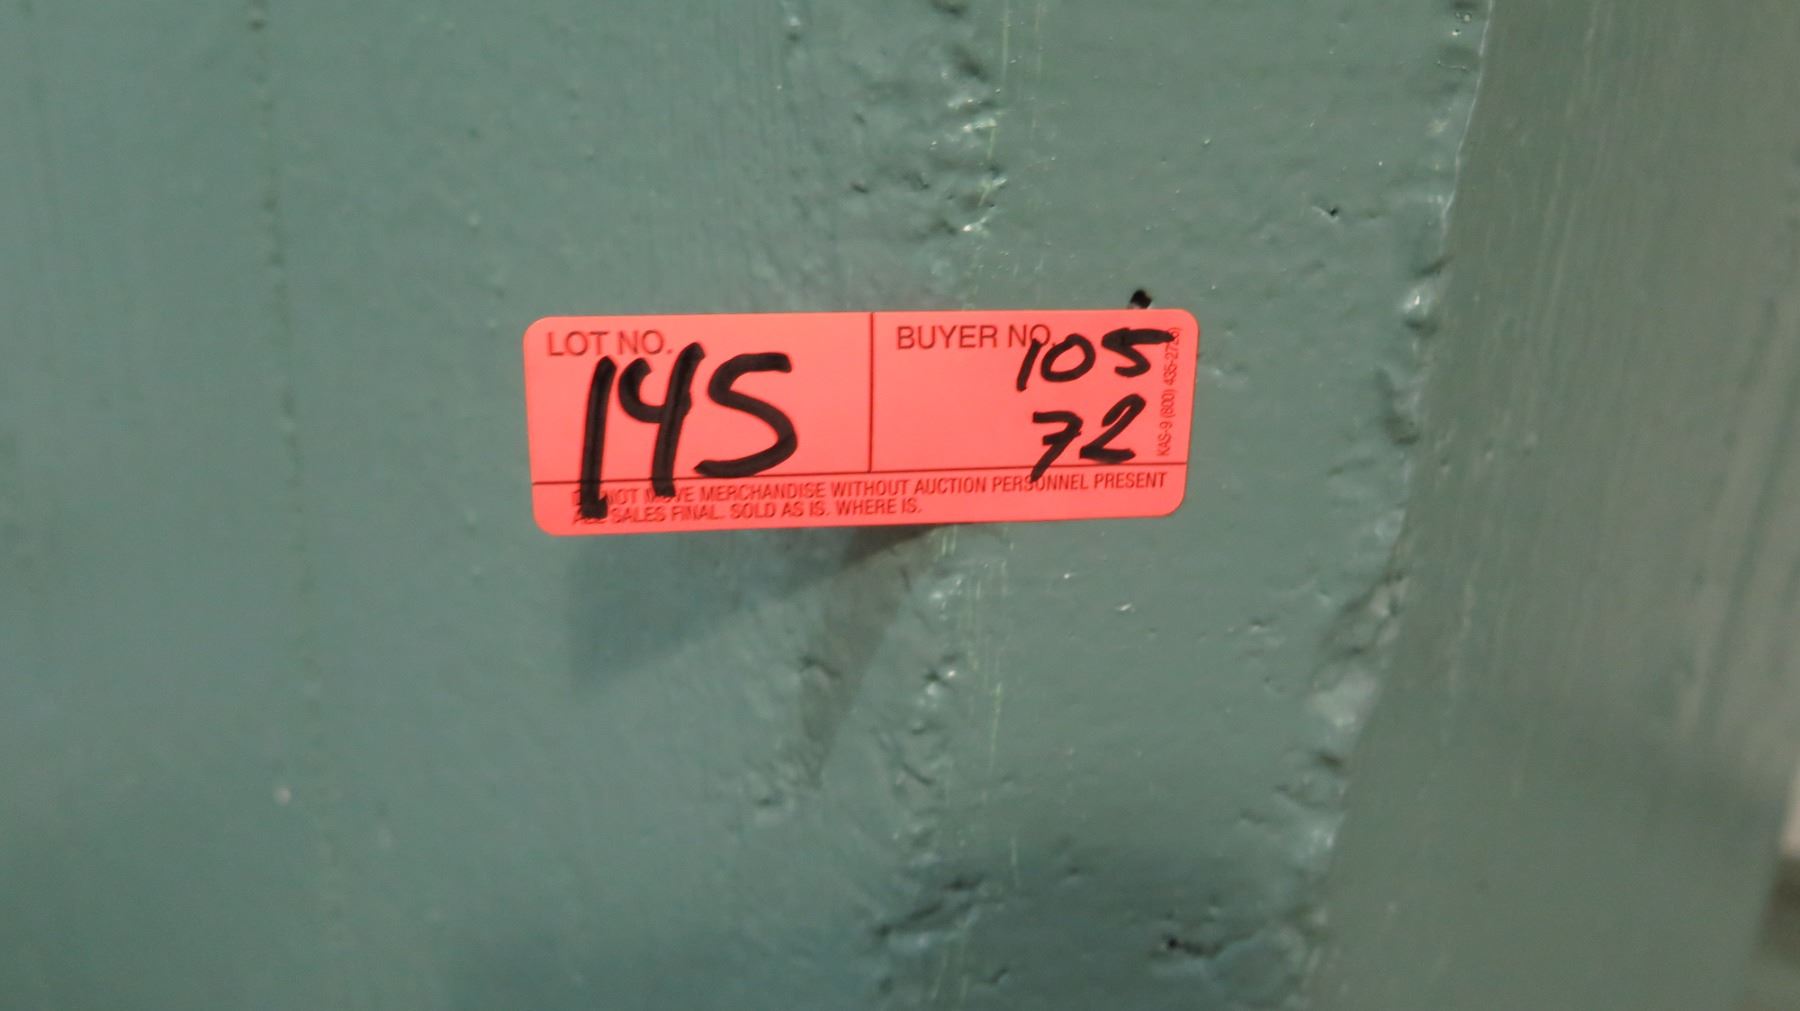 LOT NO.
145
BUYER NO.
105
72
DO NOT MOVE MERCHANDISE WITHOUT AUCTION PERSONNEL PRESENT
ALL SALES FINAL. SOLD AS IS. WHERE IS.
KAS-9 (800) 435-2726)